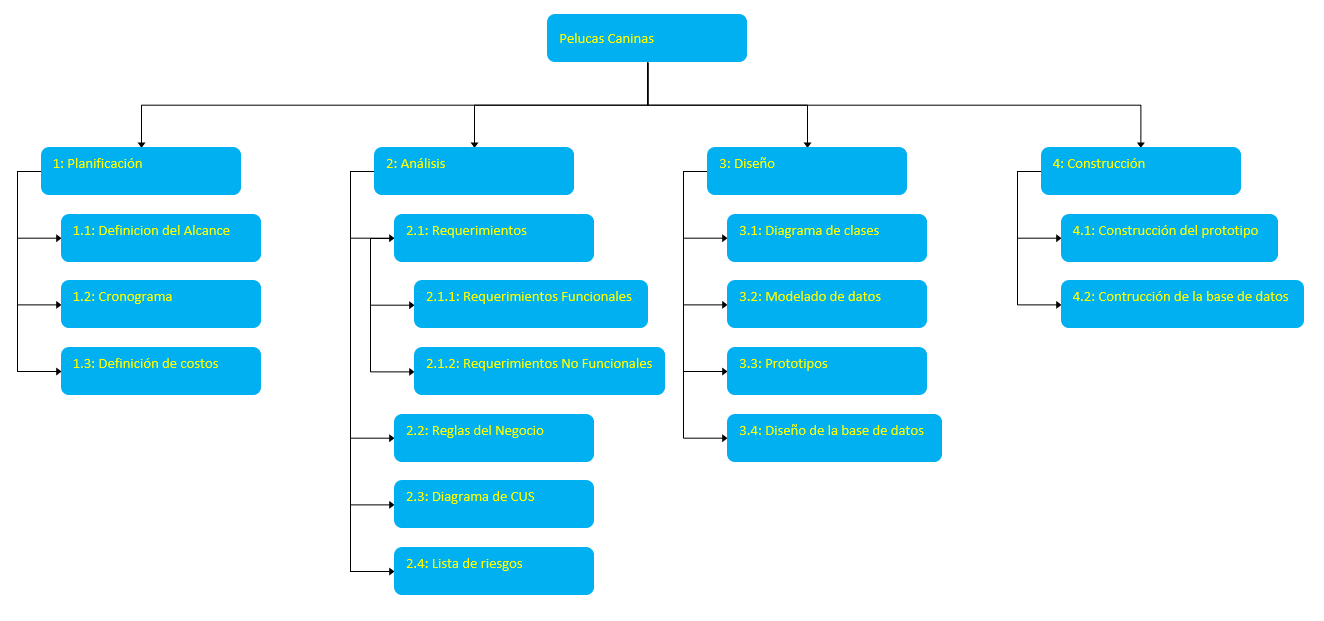 Pelucas Caninas
1: Planificación
1.1: Definicion del Alcance
1.2: Cronograma
1.3: Definición de costos
2: Análisis
2.1: Requerimientos
2.1.1: Requerimientos Funcionales
2.1.2: Requerimientos No Funcionales
2.2: Reglas del Negocio
2.3: Diagrama de CUS
2.4: Lista de riesgos
3: Diseño
3.1: Diagrama de clases
3.2: Modelado de datos
3.3: Prototipos
3.4: Diseño de la base de datos
4: Construcción
4.1: Construcción del prototipo
4.2: Contrucción de la base de datos